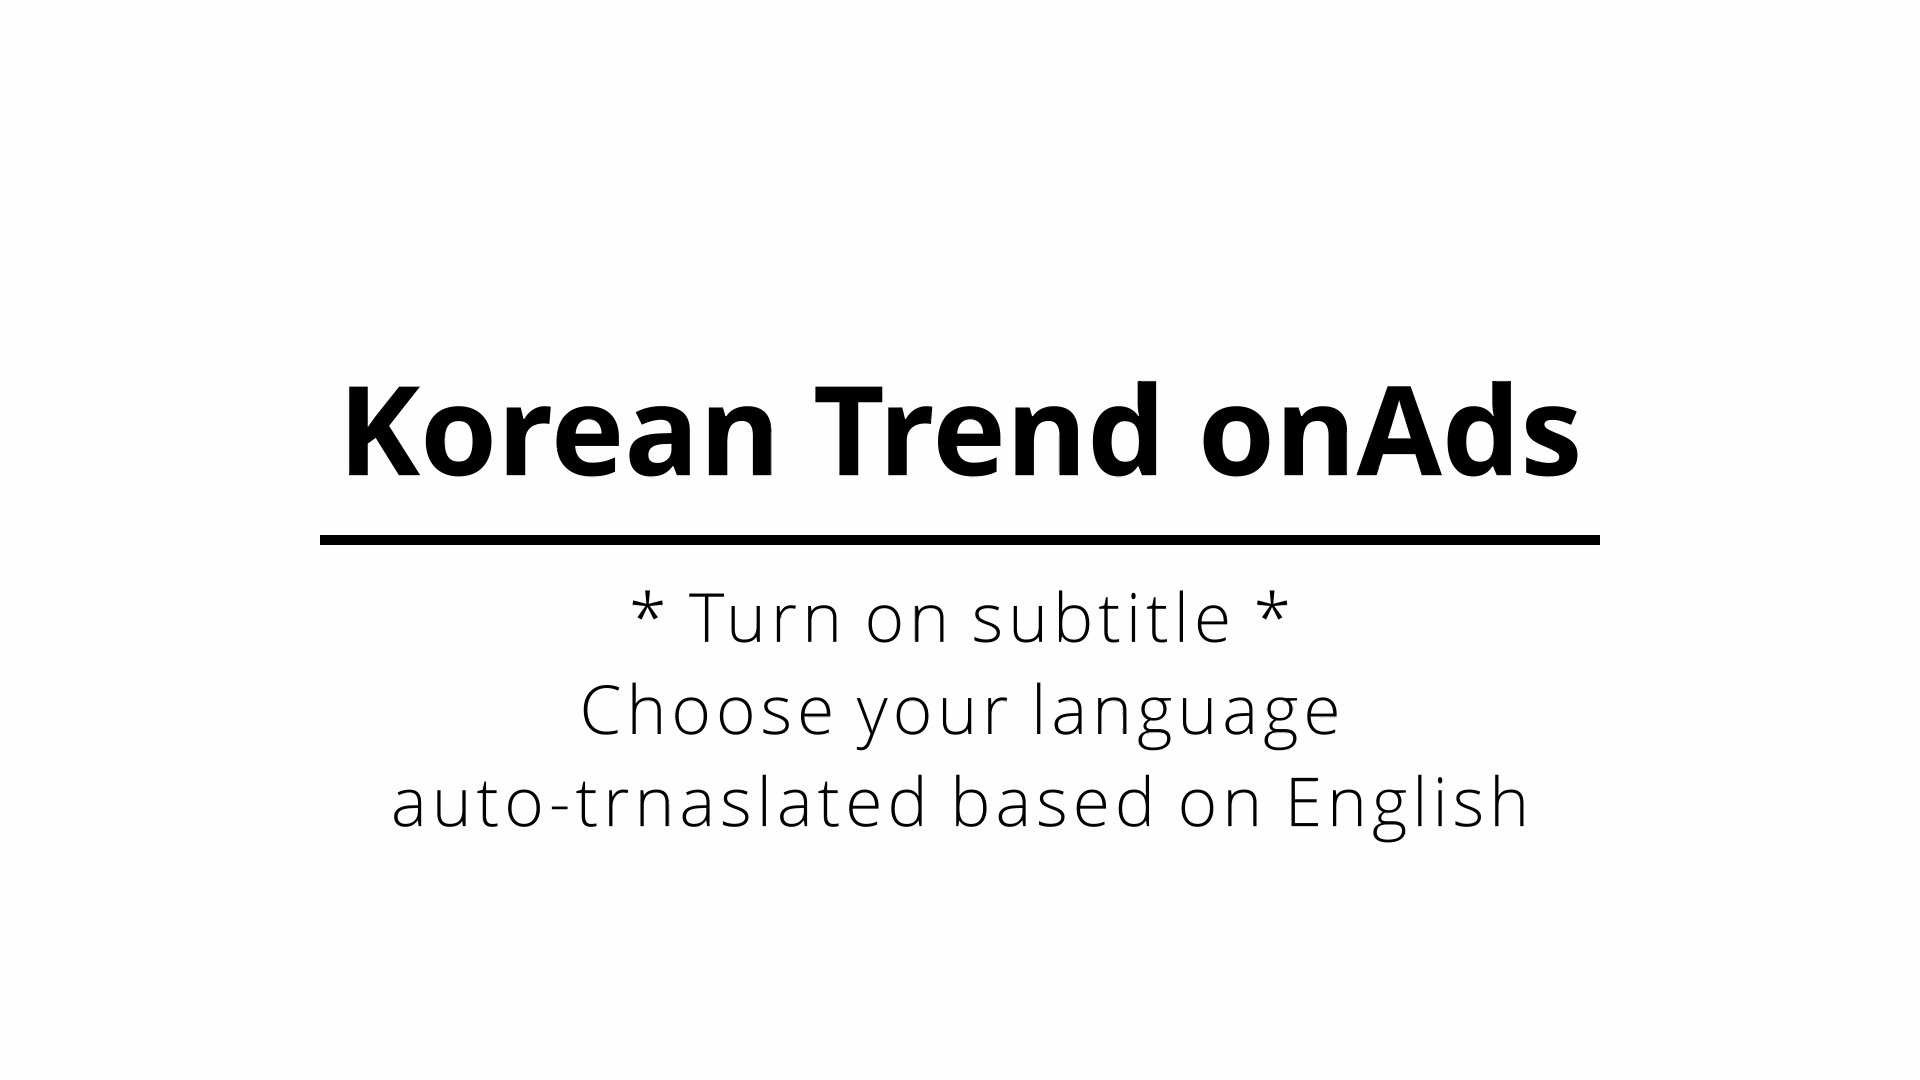 Korean Trend onAds
* Turn on subtitle *
Choose your language
auto-trnaslated based on English